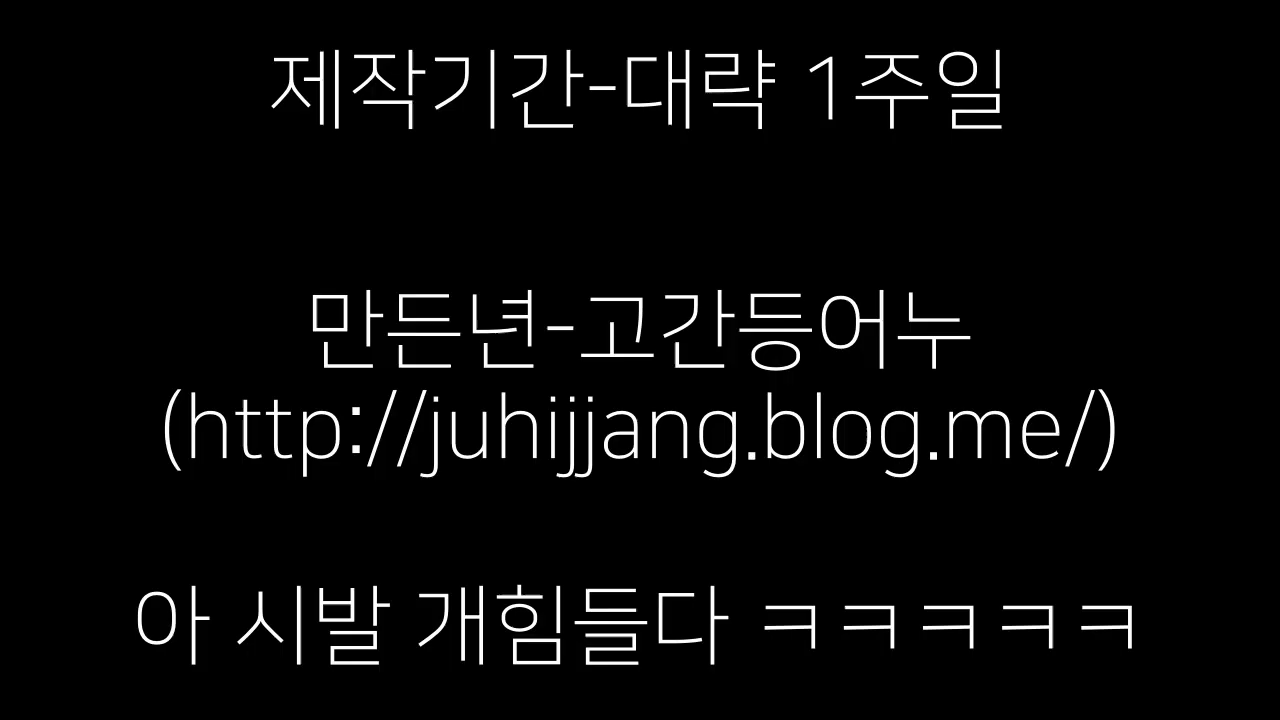 제작기간-대략 1주일
만든년-고간등어누
(http://juhijjang.blog.me/)
아 시발 개힘들다 ㅋㅋㅋㅋㅋ